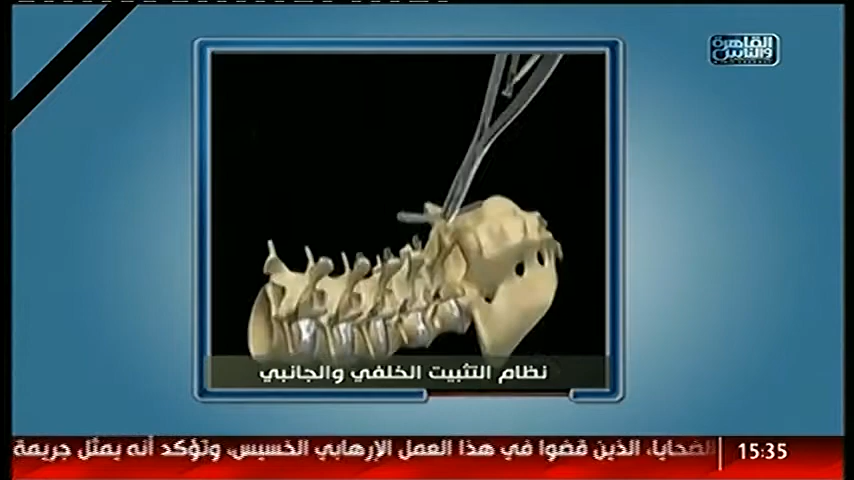 القاهرة
والناس
نظام التثبيت الخلفي والجانبي
الضحايا، الذين قضوا في هذا العمل الإرهابي الخسيس، وتؤكد أنه يمثل جريمة
15:35